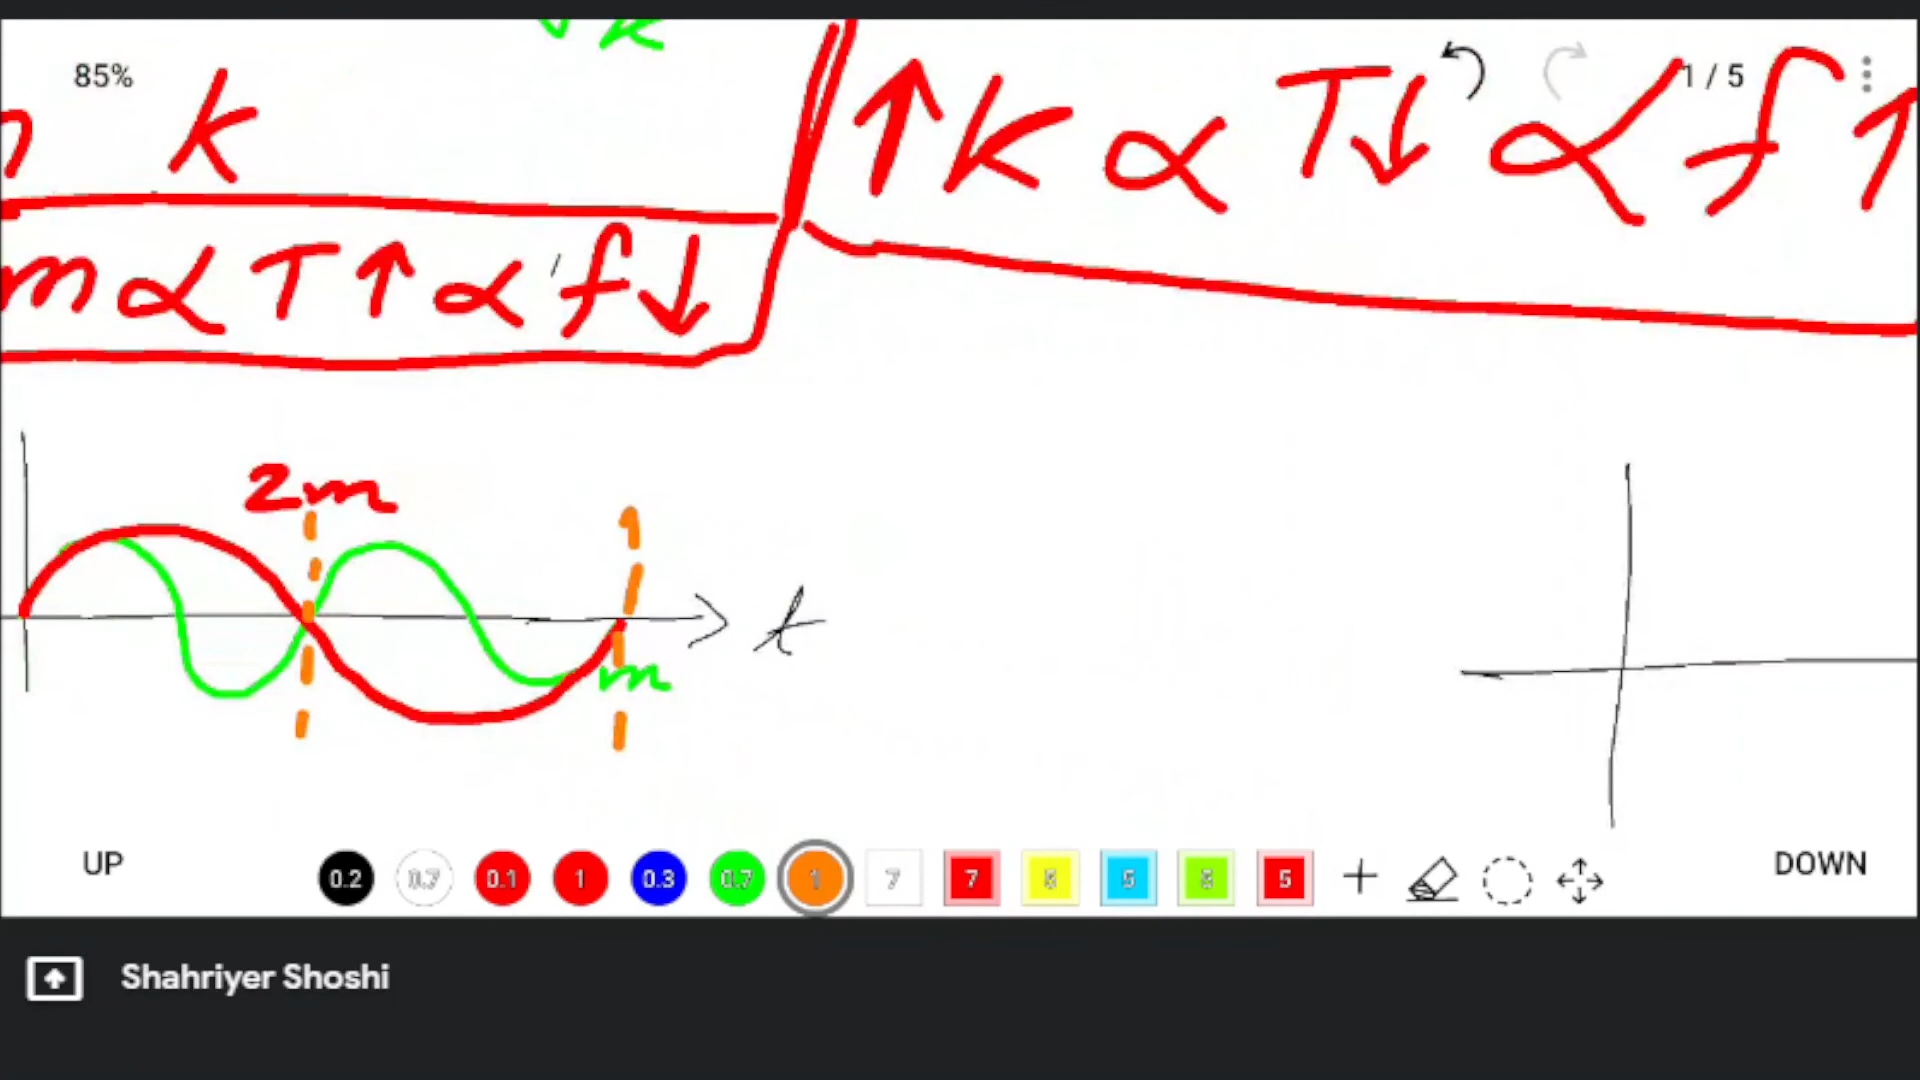 85%
k
↑k ∝ T↓ ∝ f↑
1 / 5
m ∝ T↑ ∝ f↓
2m
m
t
UP
0.2 0.7 0.1 1 0.3 0.7 1 7 7 8 5 8 5 +
DOWN
Shahriyer Shoshi